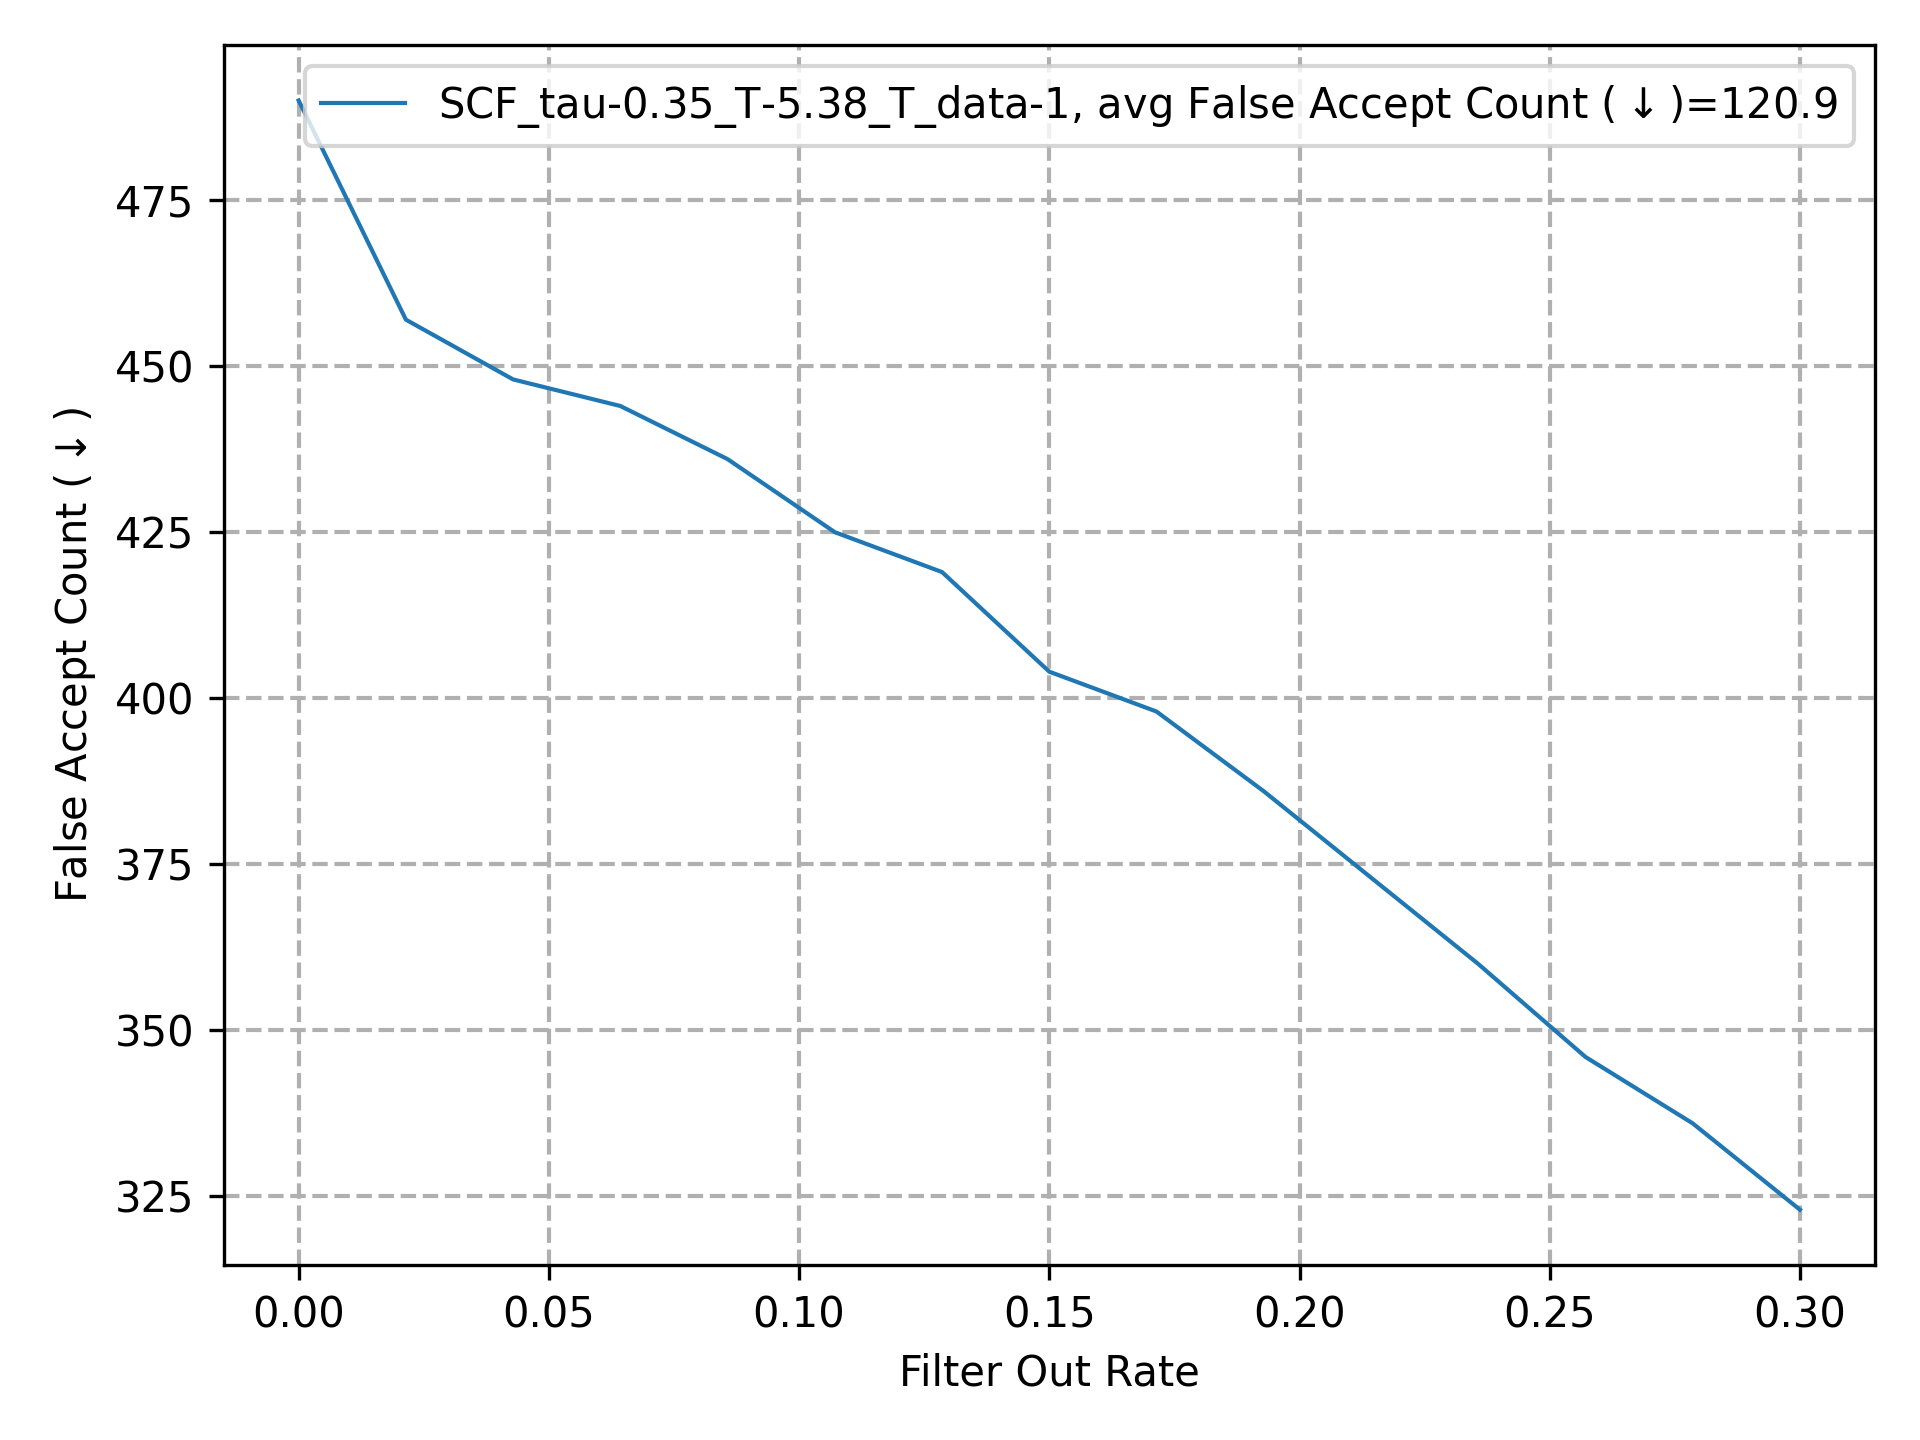 SCF_tau-0.35_T-5.38_T_data-1, avg False Accept Count (↓)=120.9
475
450
425
400
375
350
325
False Accept Count (↓)
0.00 0.05 0.10 0.15 0.20 0.25 0.30
Filter Out Rate